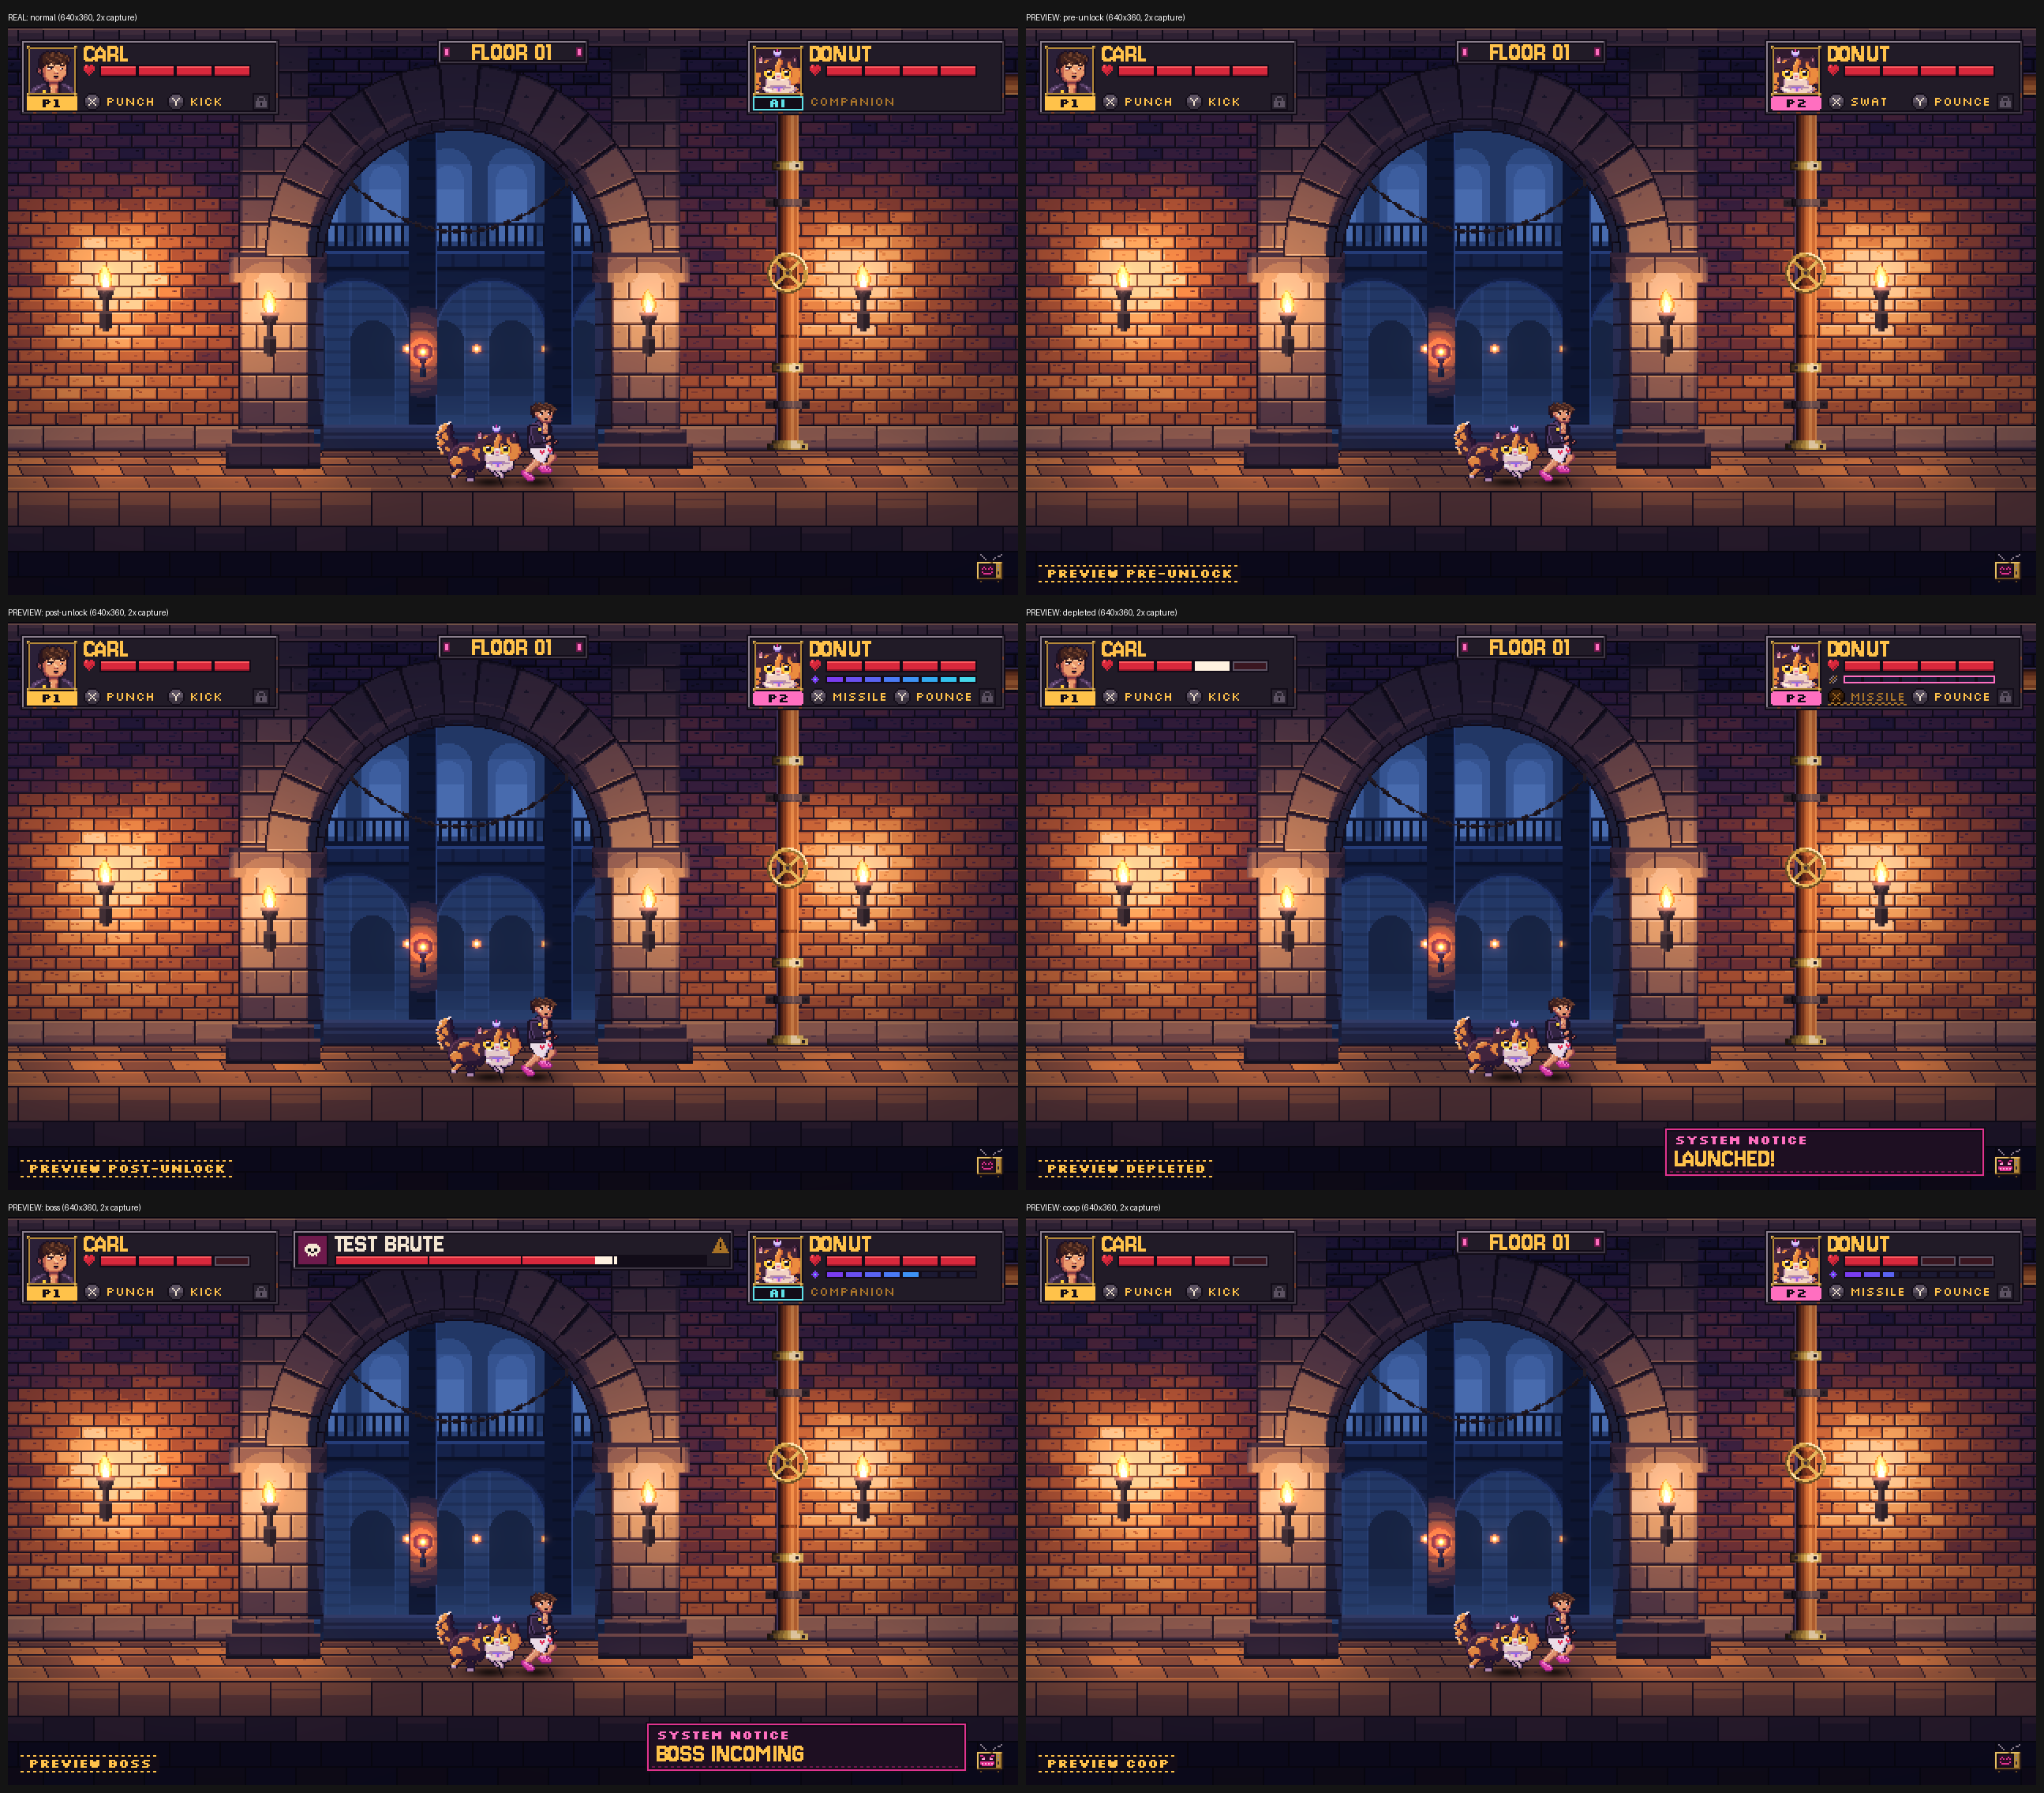 REAL: normal (640x360, 2x capture)
CARL
P1 X PUNCH Y KICK
FLOOR 01
DONUT
AI COMPANION
PREVIEW: pre-unlock (640x360, 2x capture)
CARL
P1 X PUNCH Y KICK
FLOOR 01
DONUT
P2 X SWAT Y POUNCE
PREVIEW PRE-UNLOCK
PREVIEW: post-unlock (640x360, 2x capture)
CARL
P1 X PUNCH Y KICK
FLOOR 01
DONUT
P2 X MISSILE Y POUNCE
PREVIEW POST-UNLOCK
PREVIEW: depleted (640x360, 2x capture)
CARL
P1 X PUNCH Y KICK
FLOOR 01
DONUT
P2 X MISSILE Y POUNCE
SYSTEM NOTICE
LAUNCHED!
PREVIEW DEPLETED
PREVIEW: boss (640x360, 2x capture)
CARL
P1 X PUNCH Y KICK
TEST BRUTE
DONUT
AI COMPANION
SYSTEM NOTICE
BOSS INCOMING
PREVIEW BOSS
PREVIEW: coop (640x360, 2x capture)
CARL
P1 X PUNCH Y KICK
FLOOR 01
DONUT
P2 X MISSILE Y POUNCE
PREVIEW COOP